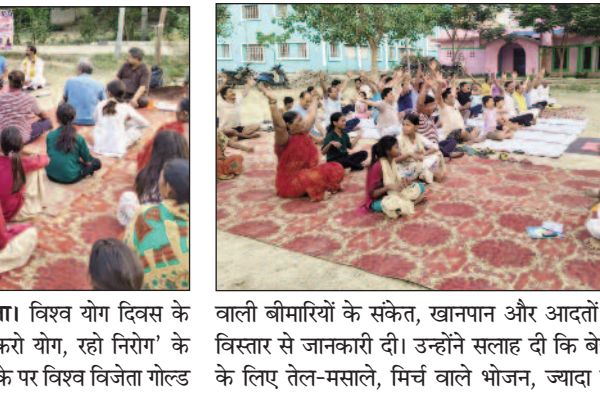 विश्व योग दिवस के
करो योग, रहो निरोग' के
के पर विश्व विजेता गोल्ड
वाली बीमारियों के संकेत, खानपान और आदतों
विस्तार से जानकारी दी। उन्होंने सलाह दी कि
के लिए तेल-मसाले, मिर्च वाले भोजन, ज्यादा